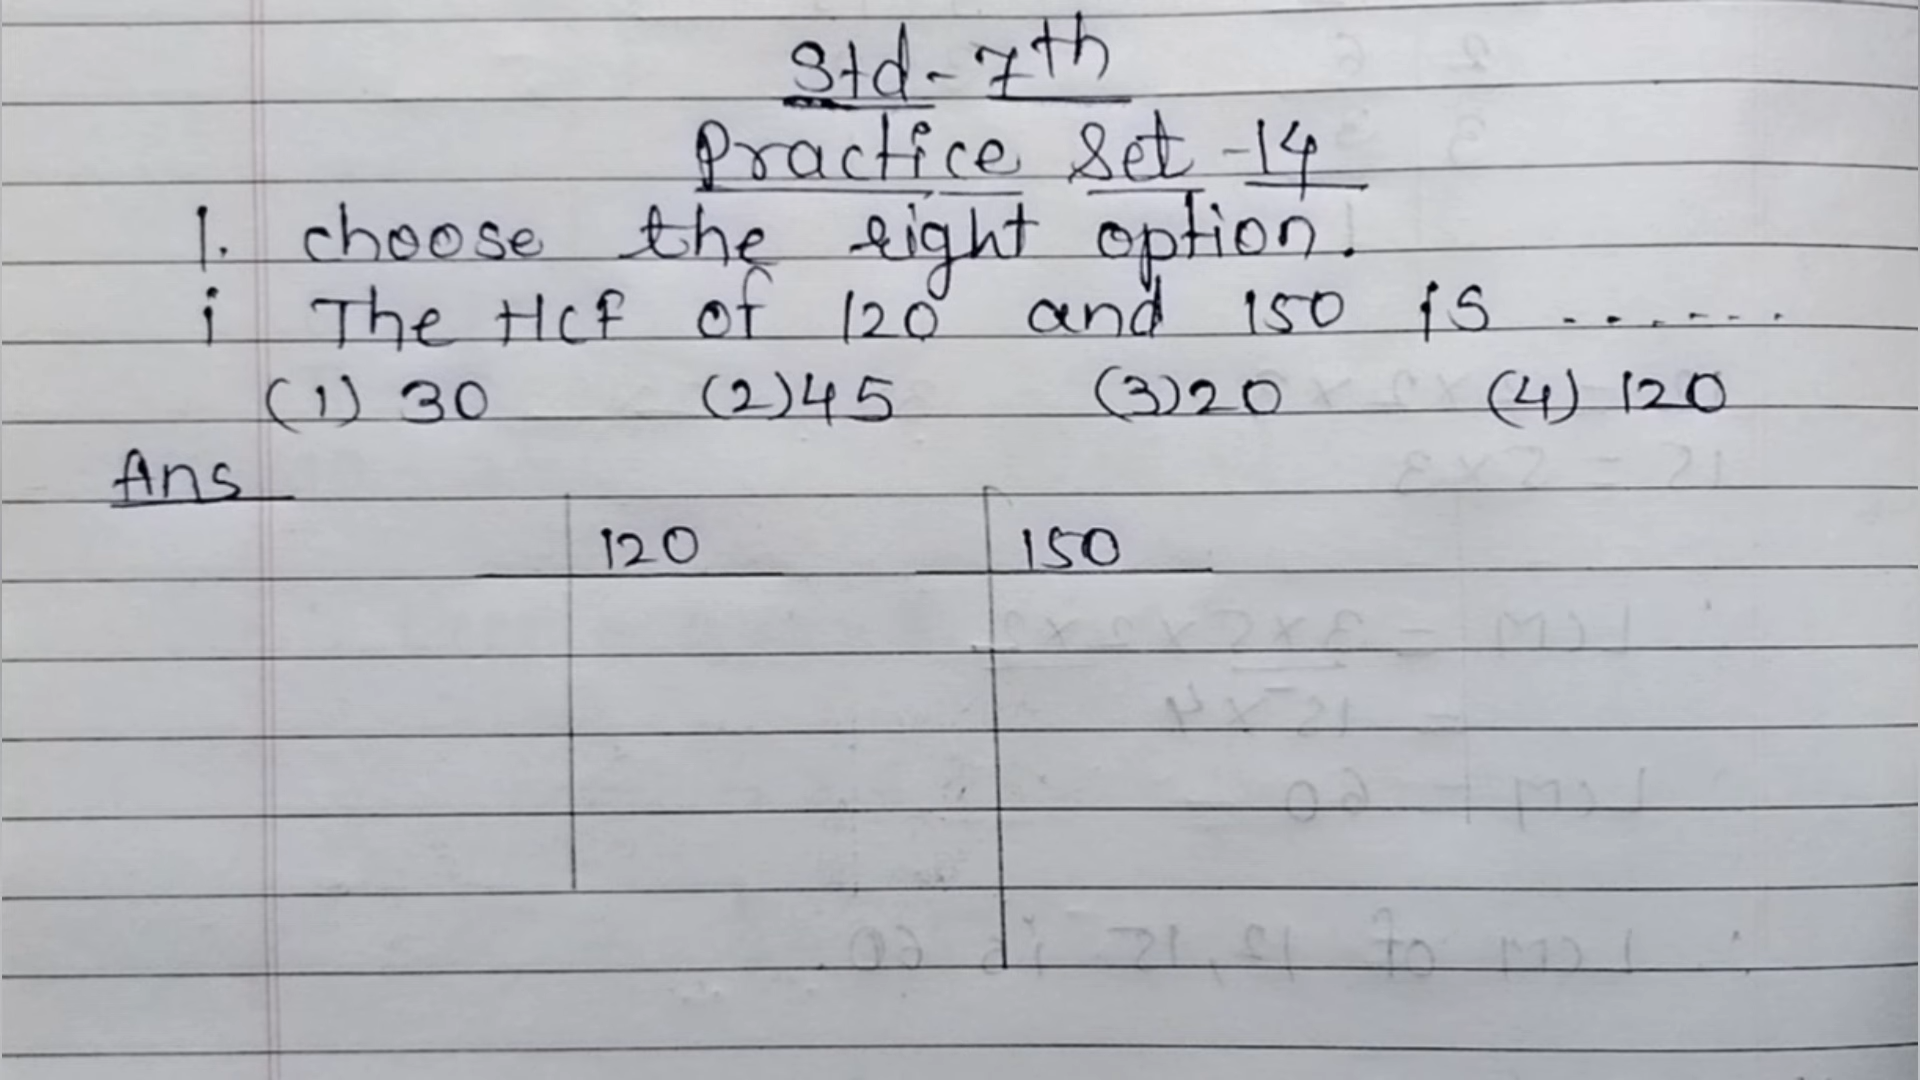 Std-7th
Practice Set-14
1. choose the right option.
i The HCF of 120 and 150 is .......
(1) 30 (2) 45 (3) 20 (4) 120
Ans
120 150